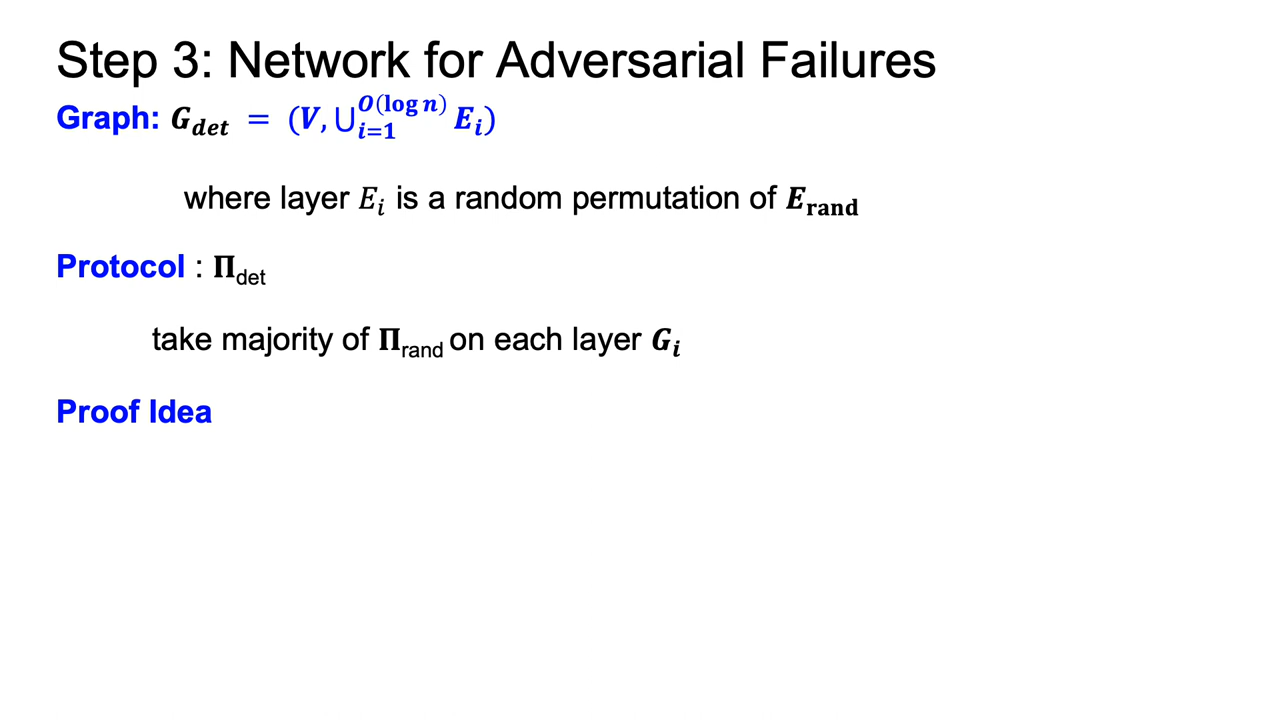 Step 3: Network for Adversarial Failures
Graph: G_det = (V, ⋃_{i=1}^{O(log n)} E_i)
where layer E_i is a random permutation of E_rand
Protocol : Π_det
take majority of Π_rand on each layer G_i
Proof Idea